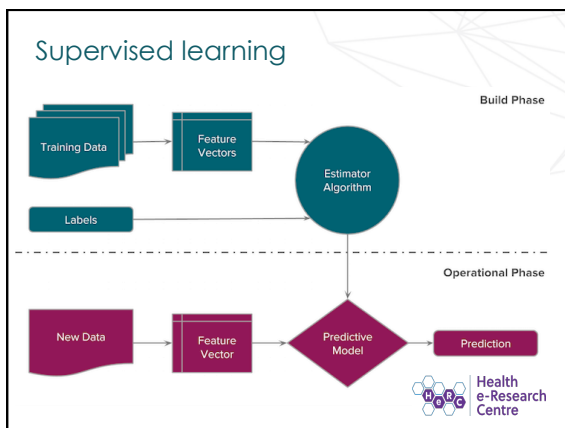 Supervised learning
Build Phase
Training Data
Feature
Vectors
Estimator
Algorithm
Labels
Operational Phase
New Data
Feature
Vector
Predictive
Model
Prediction
HeRC
Health
e-Research
Centre